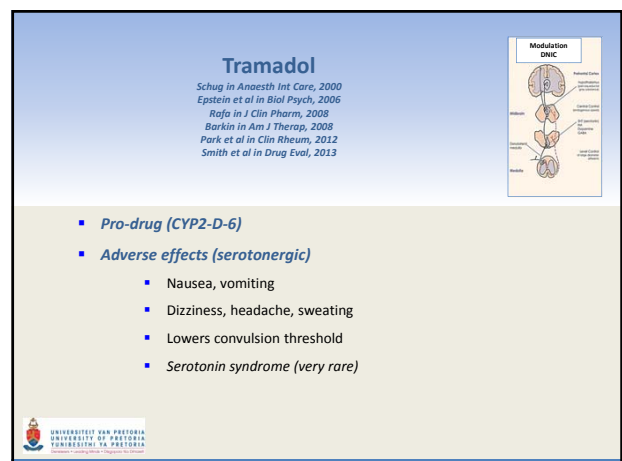 Tramadol
Schug in Anaesth Int Care, 2000
Epstein et al in Biol Psych, 2006
Rafa in J Clin Pharm, 2008
Barkin in Am J Therap, 2008
Park et al in Clin Rheum, 2012
Smith et al in Drug Eval, 2013
Modulation
DNIC
Midbrain
Medulla
▪ Pro-drug (CYP2-D-6)
▪ Adverse effects (serotonergic)
▪ Nausea, vomiting
▪ Dizziness, headache, sweating
▪ Lowers convulsion threshold
▪ Serotonin syndrome (very rare)
UNIVERSITEIT VAN PRETORIA
UNIVERSITY OF PRETORIA
YUNIBESITHI YA PRETORIA